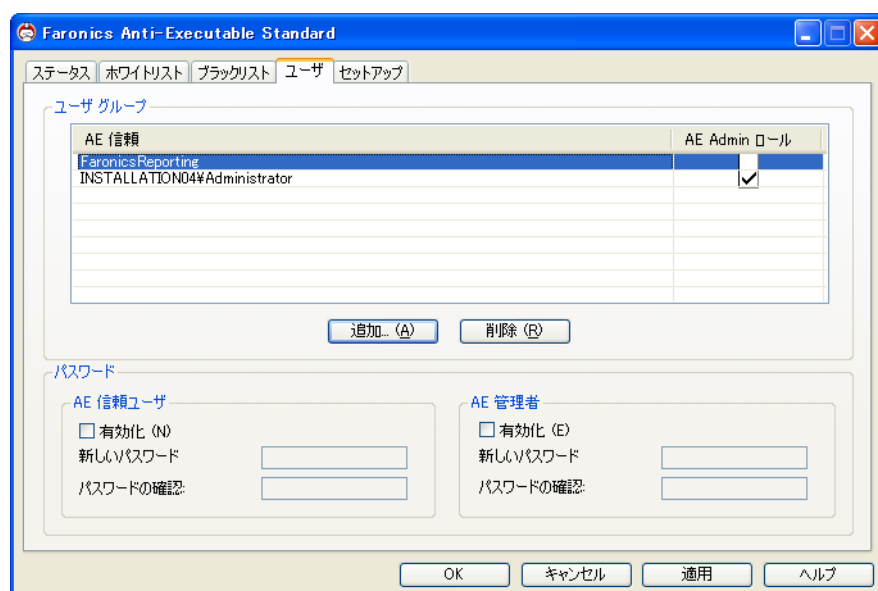 Faronics Anti-Executable Standard
ステータス ホワイトリスト ブラックリスト ユーザ セットアップ
ユーザ グループ
AE 信頼 AE Admin ロール
FaronicsReporting
INSTALLATION04¥Administrator
追加... (A) 削除 (R)
パスワード
AE 信頼ユーザ AE 管理者
有効化 (N) 有効化 (E)
新しいパスワード 新しいパスワード
パスワードの確認: パスワードの確認:
OK キャンセル 適用 ヘルプ